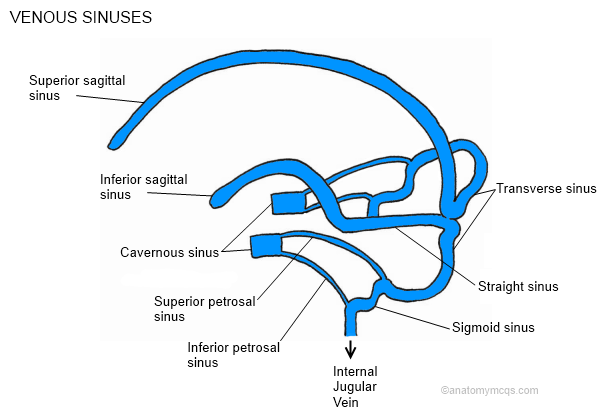 VENOUS SINUSES
Superior sagittal
sinus
Inferior sagittal
sinus
Transverse sinus
Cavernous sinus
Straight sinus
Superior petrosal
sinus
Sigmoid sinus
Inferior petrosal
sinus
Internal
Jugular
Vein
©anatomymcqs.com